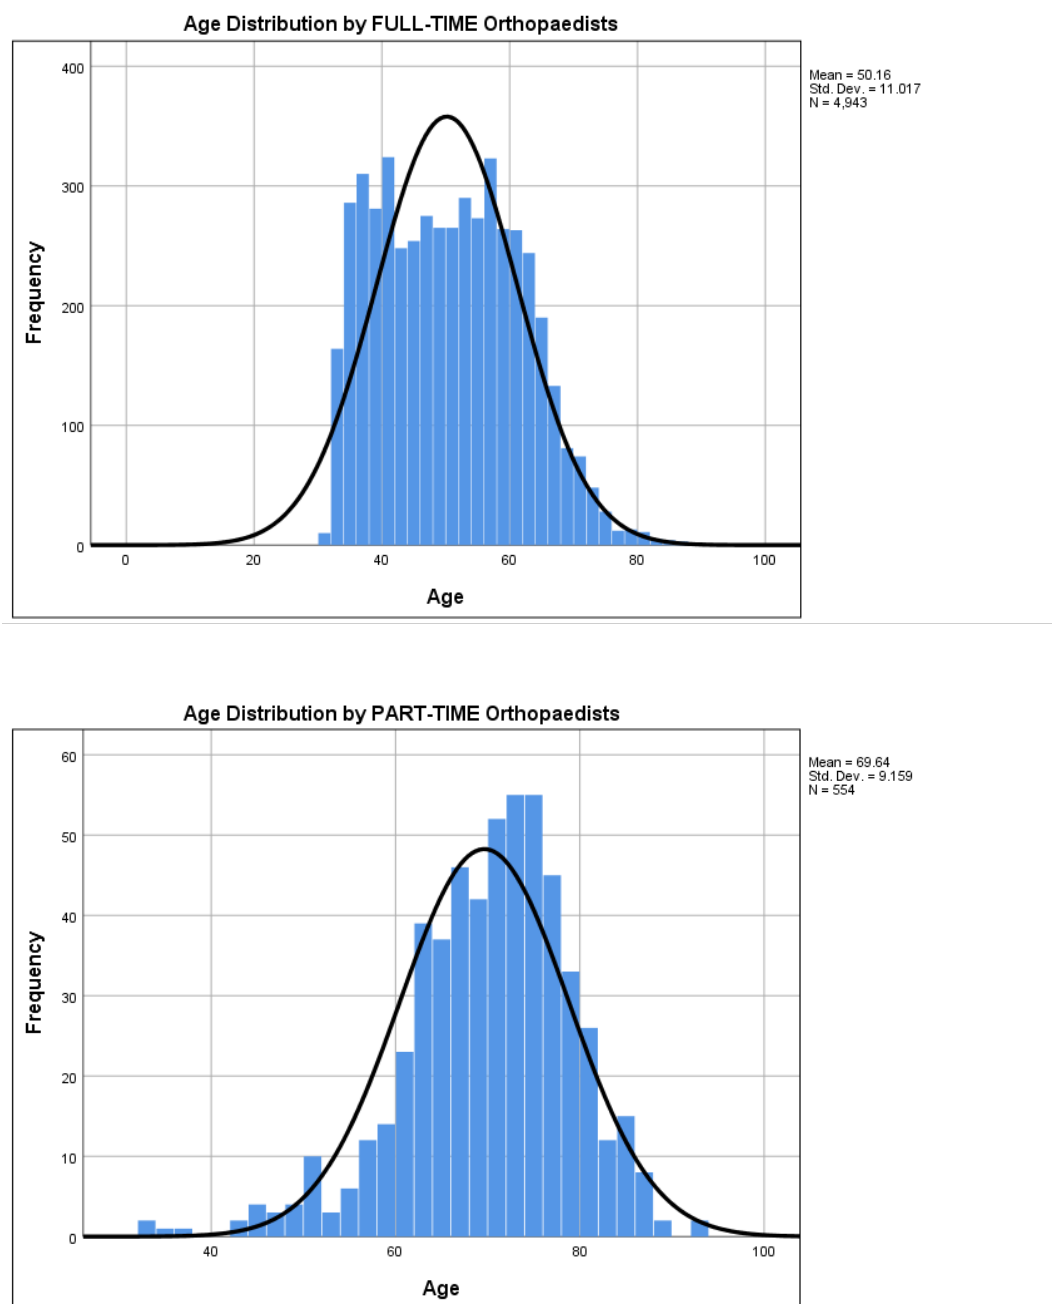 Age Distribution by FULL-TIME Orthopaedists
Mean = 50.16
Std. Dev. = 11.017
N = 4,943
Frequency
400
300
200
100
0
0 20 40 60 80 100
Age
Age Distribution by PART-TIME Orthopaedists
Mean = 69.64
Std. Dev. = 9.159
N = 554
Frequency
60
50
40
30
20
10
0
40 60 80 100
Age